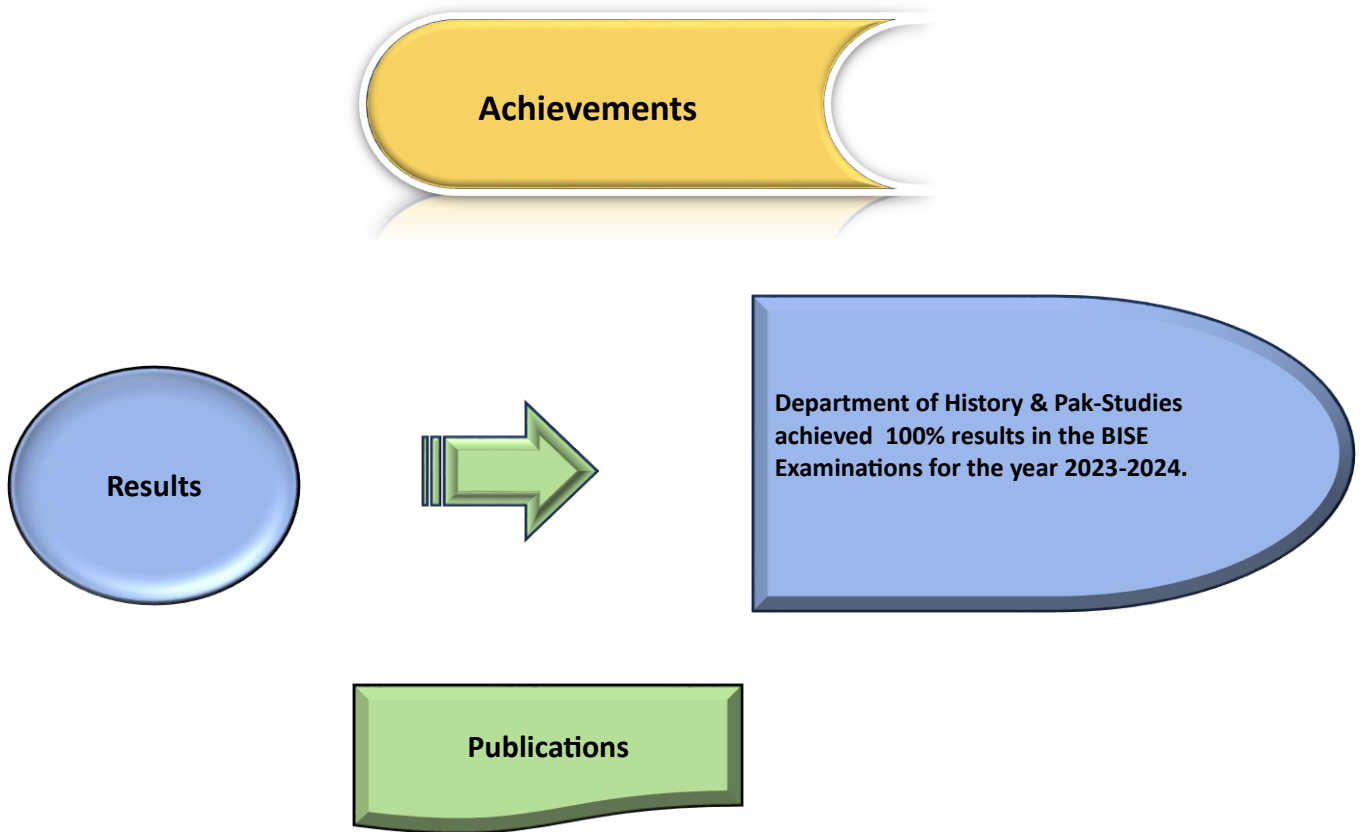 Achievements
Results
Department of History & Pak-Studies
achieved  100% results in the BISE
Examinations for the year 2023-2024.
Publications